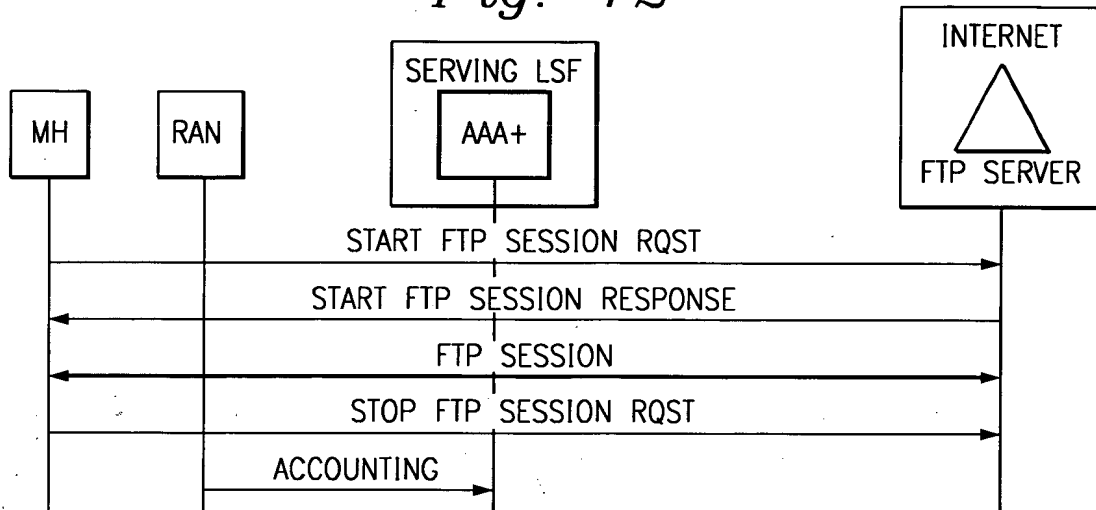 MH
RAN
SERVING LSF
AAA+
INTERNET
FTP SERVER
START FTP SESSION RQST
START FTP SESSION RESPONSE
FTP SESSION
STOP FTP SESSION RQST
ACCOUNTING